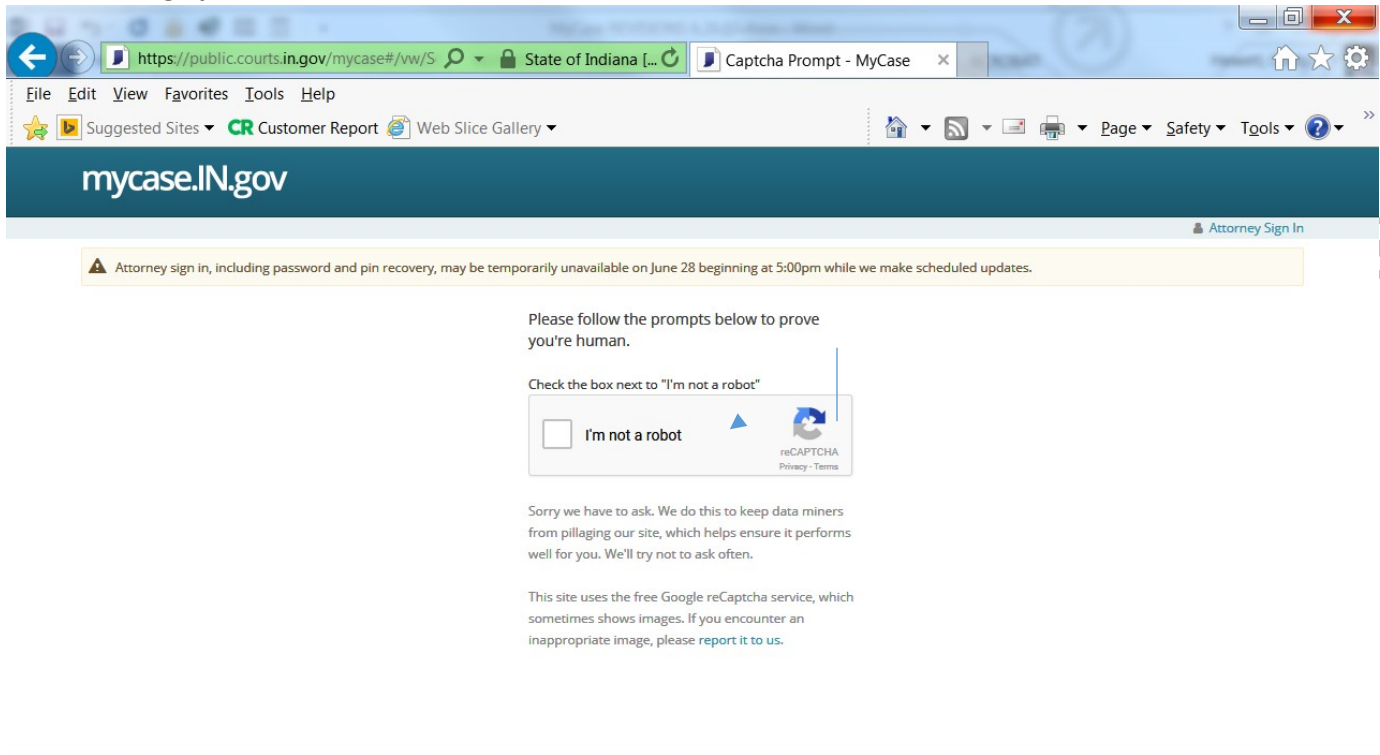 https://public.courts.in.gov/mycase#/vw/S
State of Indiana [...
Captcha Prompt - MyCase
File Edit View Favorites Tools Help
Suggested Sites
CR Customer Report
Web Slice Gallery
Page
Safety
Tools
mycase.IN.gov
Attorney Sign In
Attorney sign in, including password and pin recovery, may be temporarily unavailable on June 28 beginning at 5:00pm while we make scheduled updates.
Please follow the prompts below to prove
you're human.
Check the box next to "I'm not a robot"
I'm not a robot
reCAPTCHA
Privacy - Terms
Sorry we have to ask. We do this to keep data miners
from pillaging our site, which helps ensure it performs
well for you. We'll try not to ask often.
This site uses the free Google reCaptcha service, which
sometimes shows images. If you encounter an
inappropriate image, please report it to us.